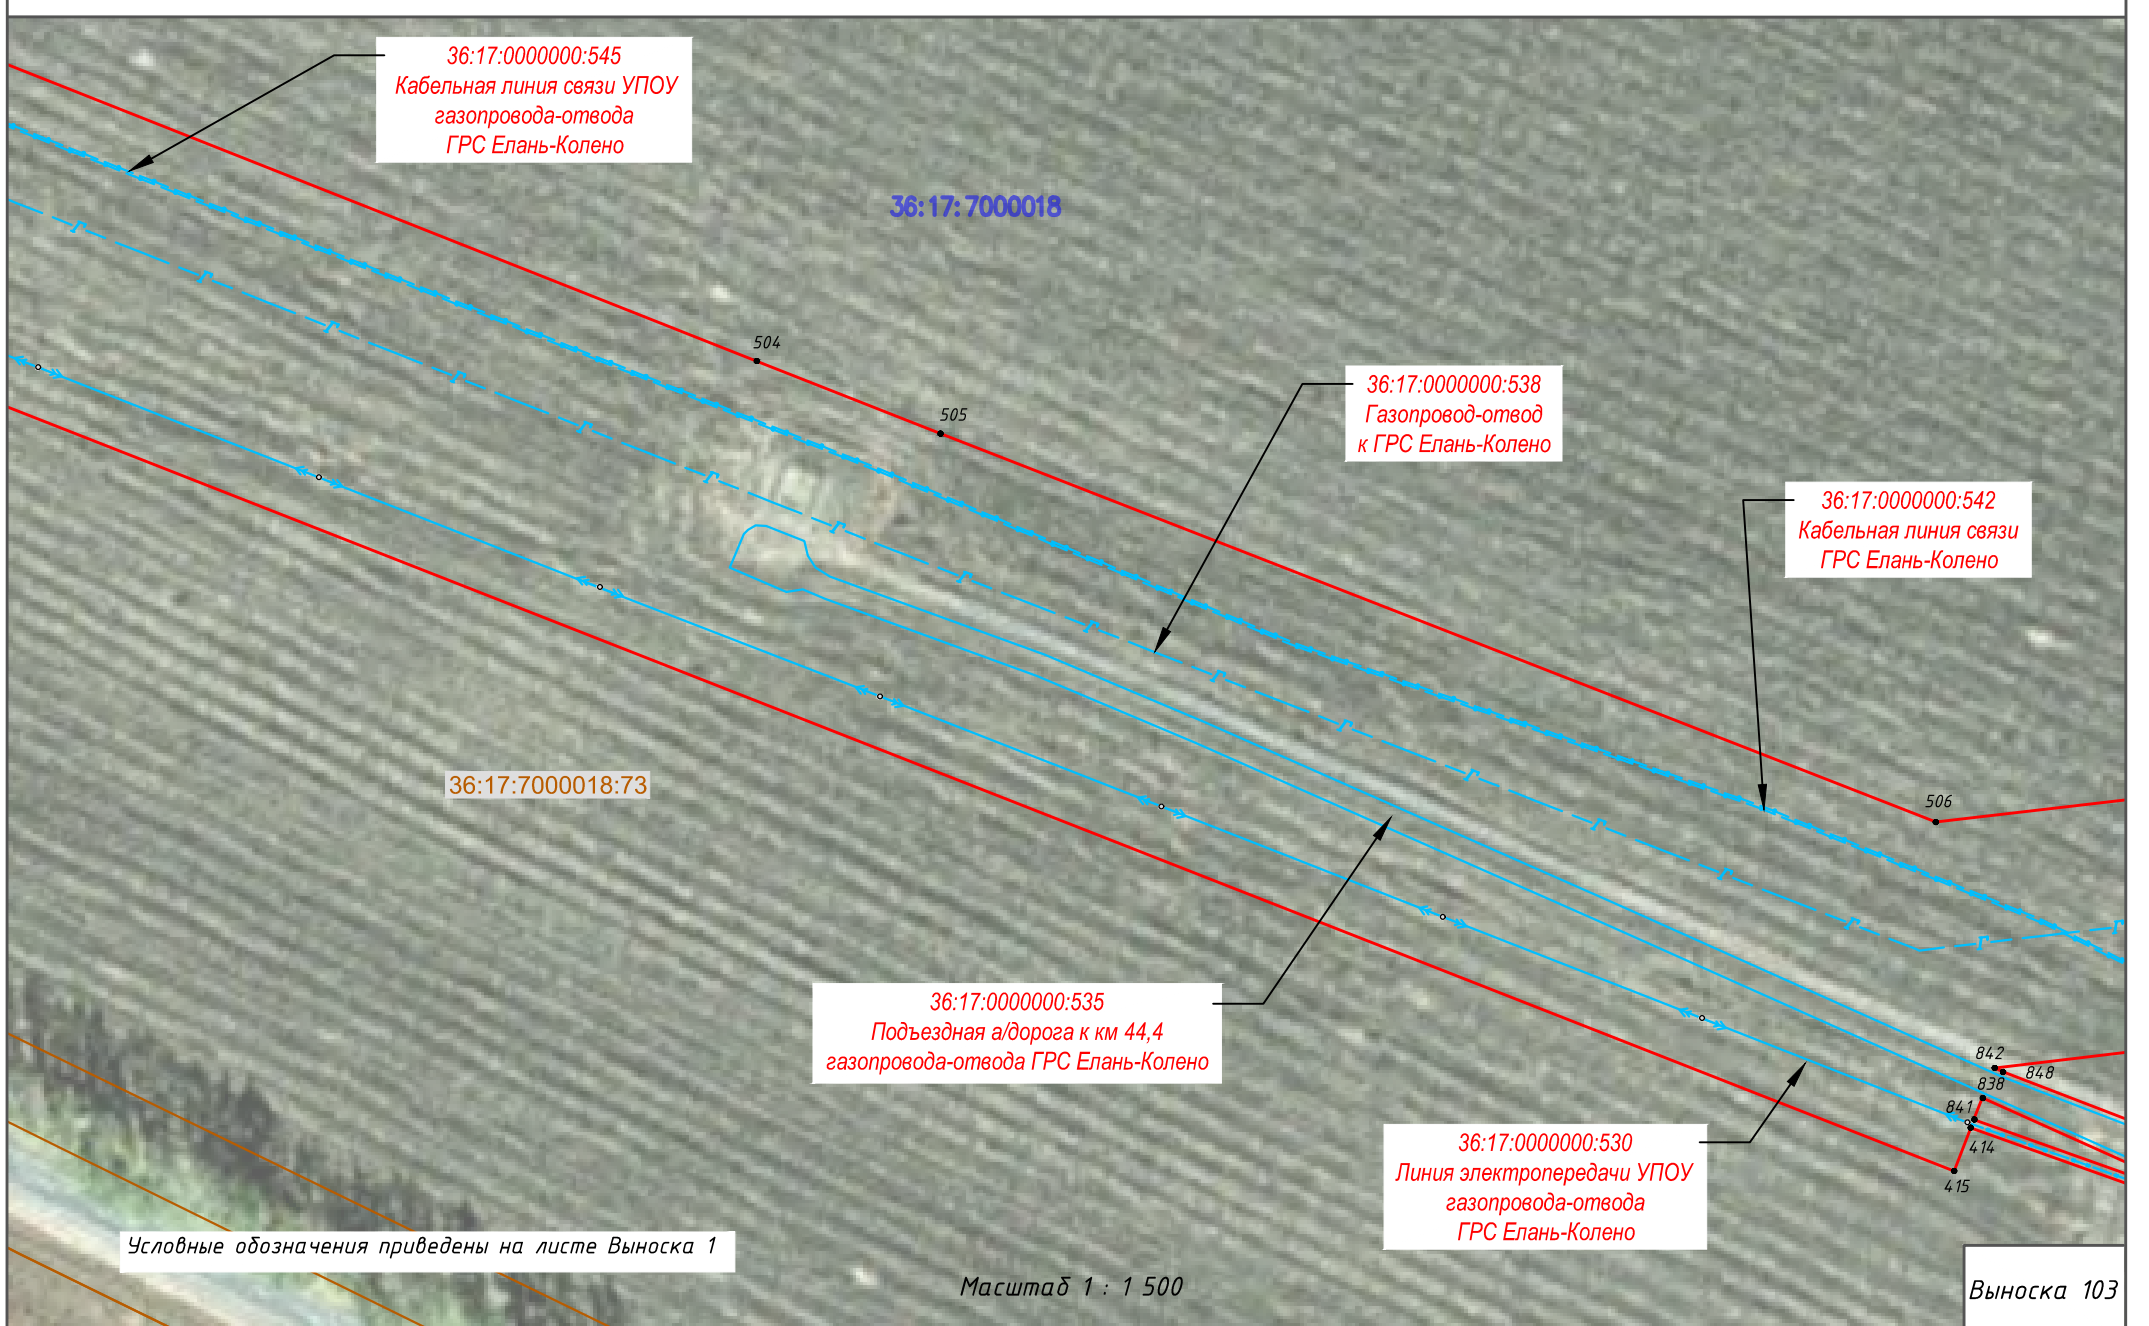 36:17:0000000:545
Кабельная линия связи УПОУ
газопровода-отвода
ГРС Елань-Колено
36:17:7000018
504
505
36:17:0000000:538
Газопровод-отвод
к ГРС Елань-Колено
36:17:0000000:542
Кабельная линия связи
ГРС Елань-Колено
36:17:7000018:73
506
36:17:0000000:535
Подъездная а/дорога к км 44,4
газопровода-отвода ГРС Елань-Колено
842
848
838
841
414
415
36:17:0000000:530
Линия электропередачи УПОУ
газопровода-отвода
ГРС Елань-Колено
Условные обозначения приведены на листе Выноска 1
Масштаб 1 : 1 500
Выноска 103